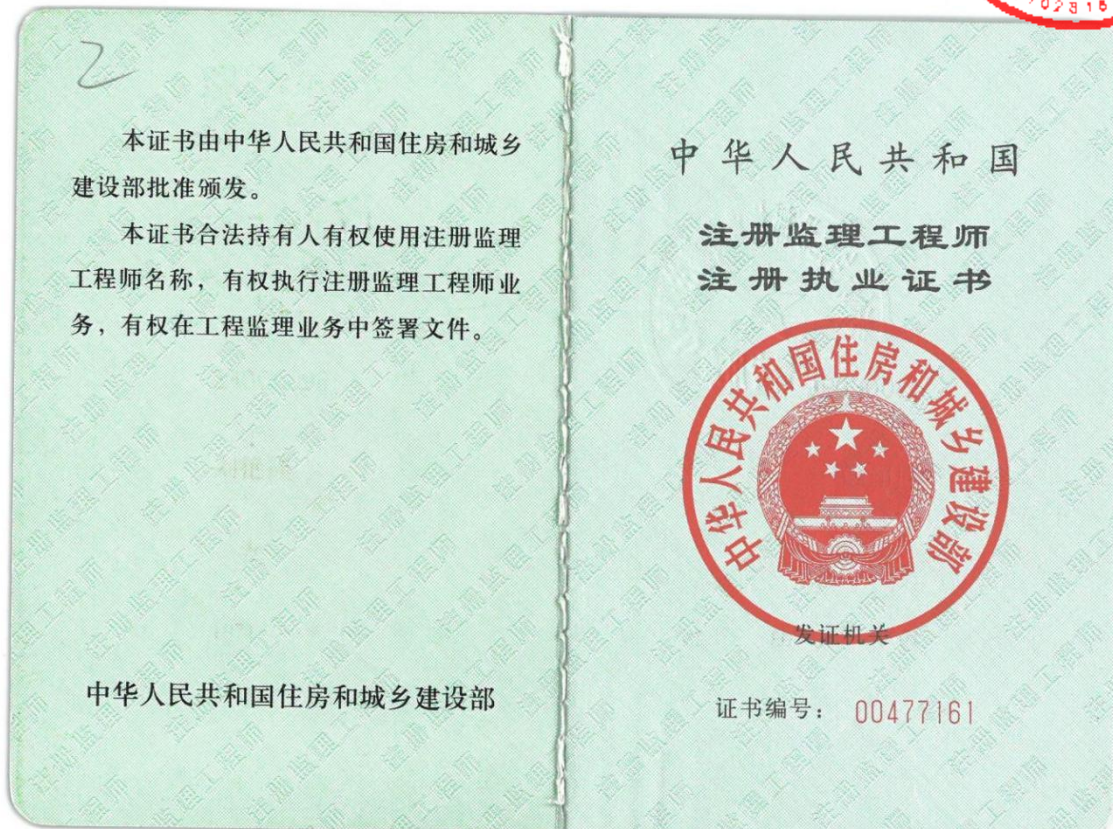 2
本证书由中华人民共和国住房和城乡
建设部批准颁发。
本证书合法持有人有权使用注册监理
工程师名称，有权执行注册监理工程师业
务，有权在工程监理业务中签署文件。
中华人民共和国住房和城乡建设部
中华人民共和国
注册监理工程师
注册执业证书
中华人民共和国住房和城乡建设部
发证机关
证书编号： 00477161